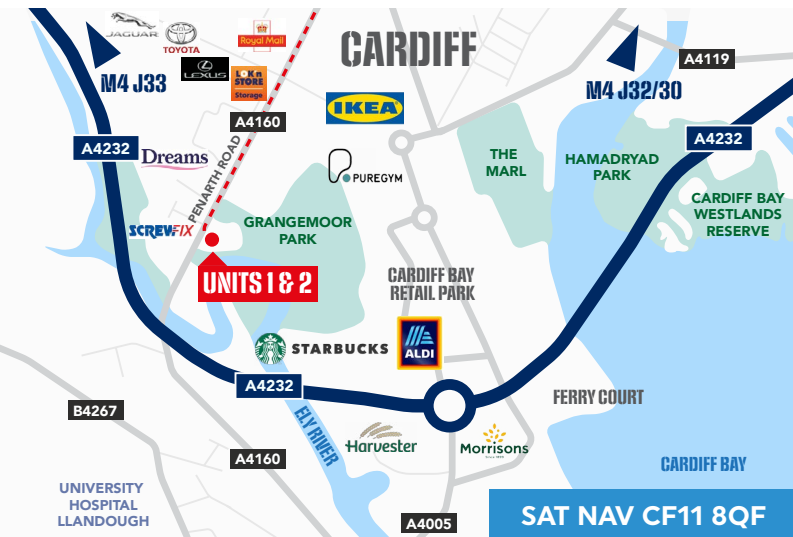 JAGUAR
TOYOTA
Royal Mail
CARDIFF
LEXUS
LOK n
STORE
Storage
A4119
M4 J33
M4 J32/30
IKEA
A4160
A4232
A4232
Dreams
PENARTH ROAD
PUREGYM
THE
MARL
HAMADRYAD
PARK
CARDIFF BAY
WESTLANDS
RESERVE
SCREWFIX
GRANGEMOOR
PARK
UNITS 1 & 2
CARDIFF BAY
RETAIL PARK
STARBUCKS
ALDI
A4232
FERRY COURT
B4267
ELY RIVER
Harvester
Morrisons
Since 1899
A4160
CARDIFF BAY
UNIVERSITY
HOSPITAL
LLANDOUGH
A4005
SAT NAV CF11 8QF